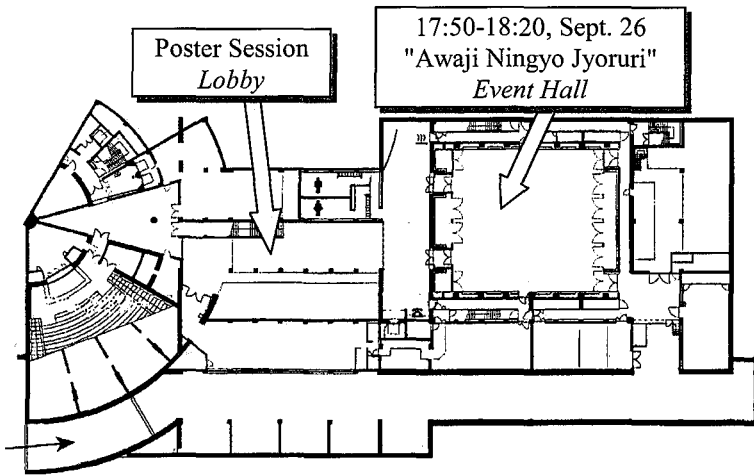 Poster Session
Lobby
17:50-18:20, Sept. 26
"Awaji Ningyo Jyoruri"
Event Hall